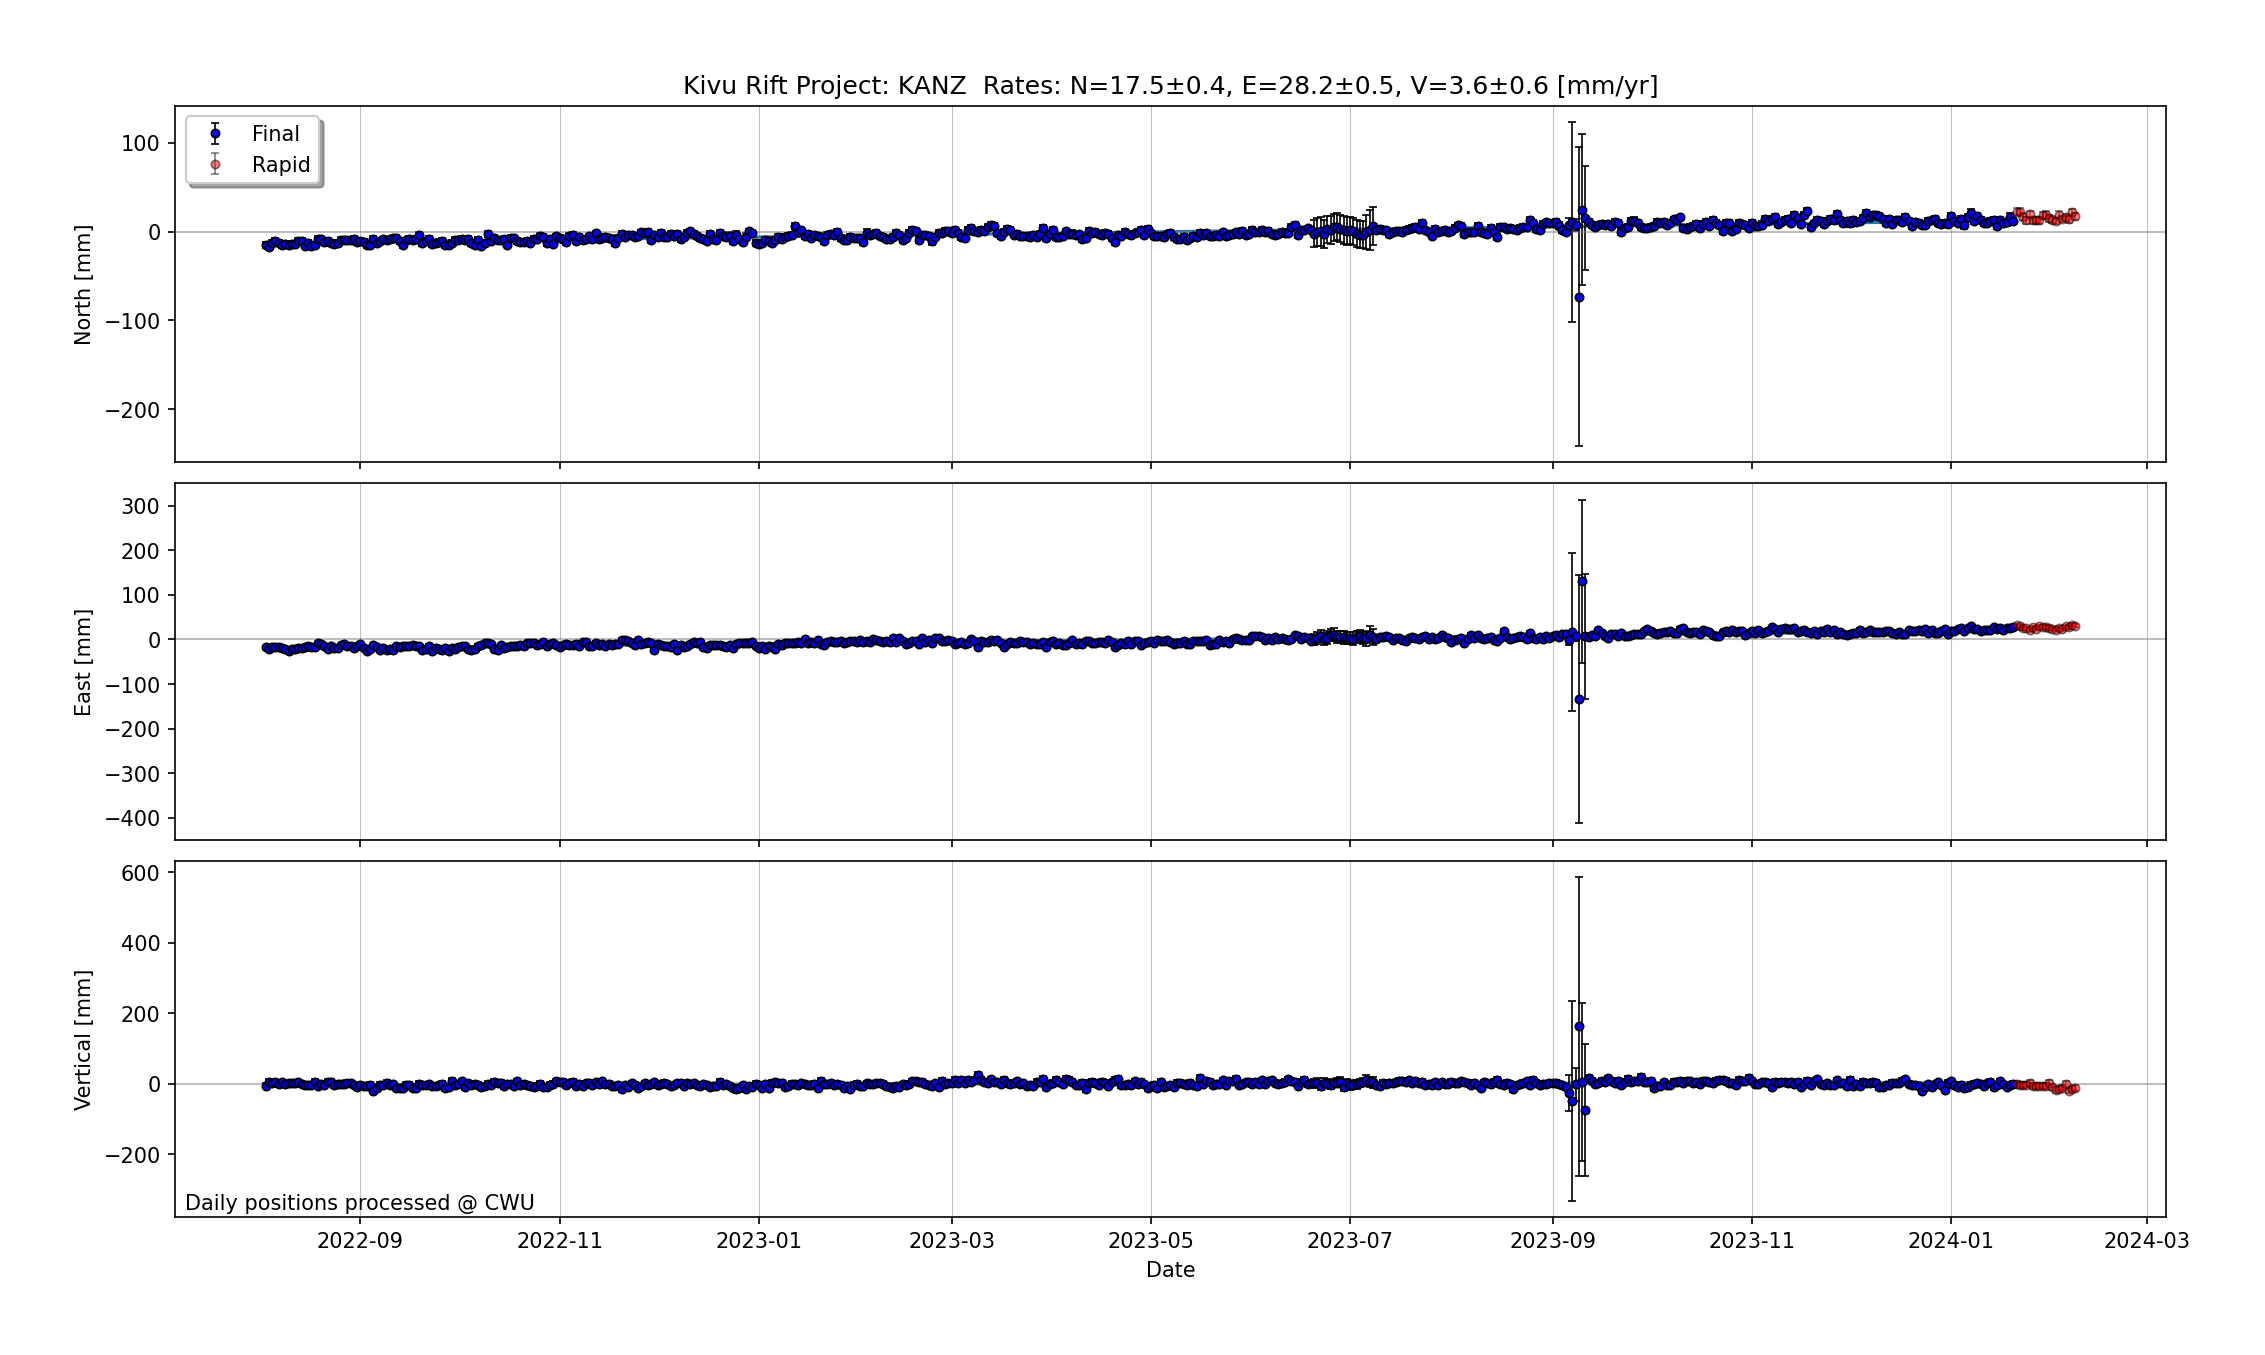 Kivu Rift Project: KANZ  Rates: N=17.5±0.4, E=28.2±0.5, V=3.6±0.6 [mm/yr]
Final
Rapid
100
0
−100
−200
North [mm]
300
200
100
0
−100
−200
−300
−400
East [mm]
600
400
200
0
−200
Vertical [mm]
Daily positions processed @ CWU
2022-09 2022-11 2023-01 2023-03 2023-05 2023-07 2023-09 2023-11 2024-01 2024-03
Date